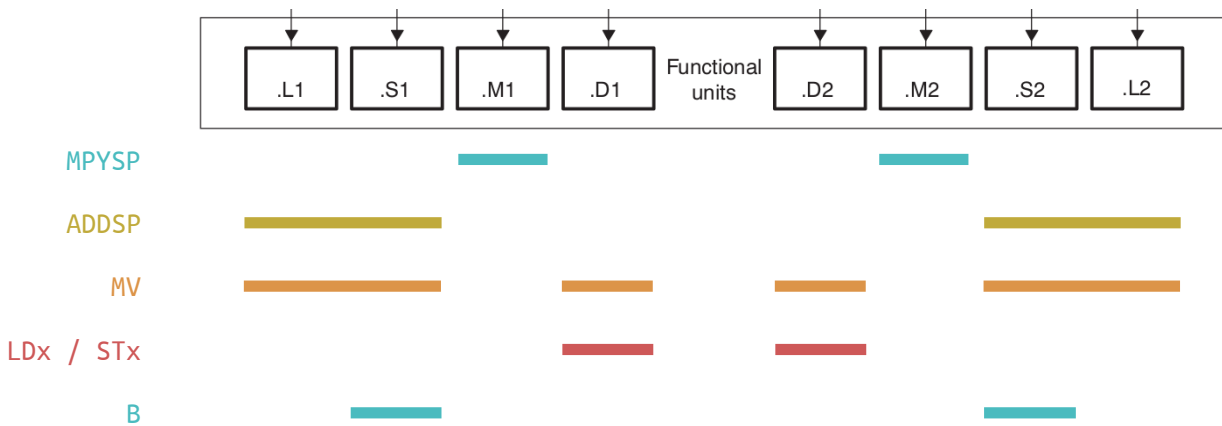 .L1 .S1 .M1 .D1 Functional units .D2 .M2 .S2 .L2
MPYSP
ADDSP
MV
LDx / STx
B